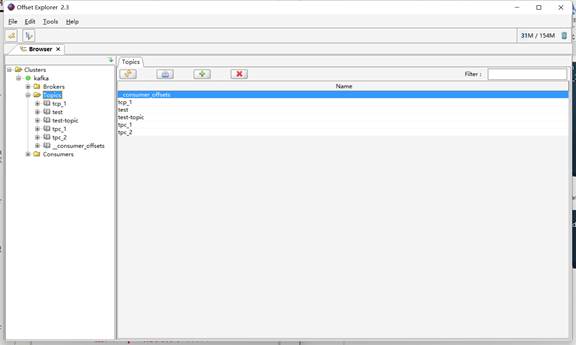 Offset Explorer 2.3
File Edit Tools Help
31M / 154M
Browser
Clusters
kafka
Brokers
Topics
tcp_1
test
test-topic
tpc_1
tpc_2
__consumer_offsets
Consumers
Topics
Filter :
Name
__consumer_offsets
tcp_1
test
test-topic
tpc_1
tpc_2